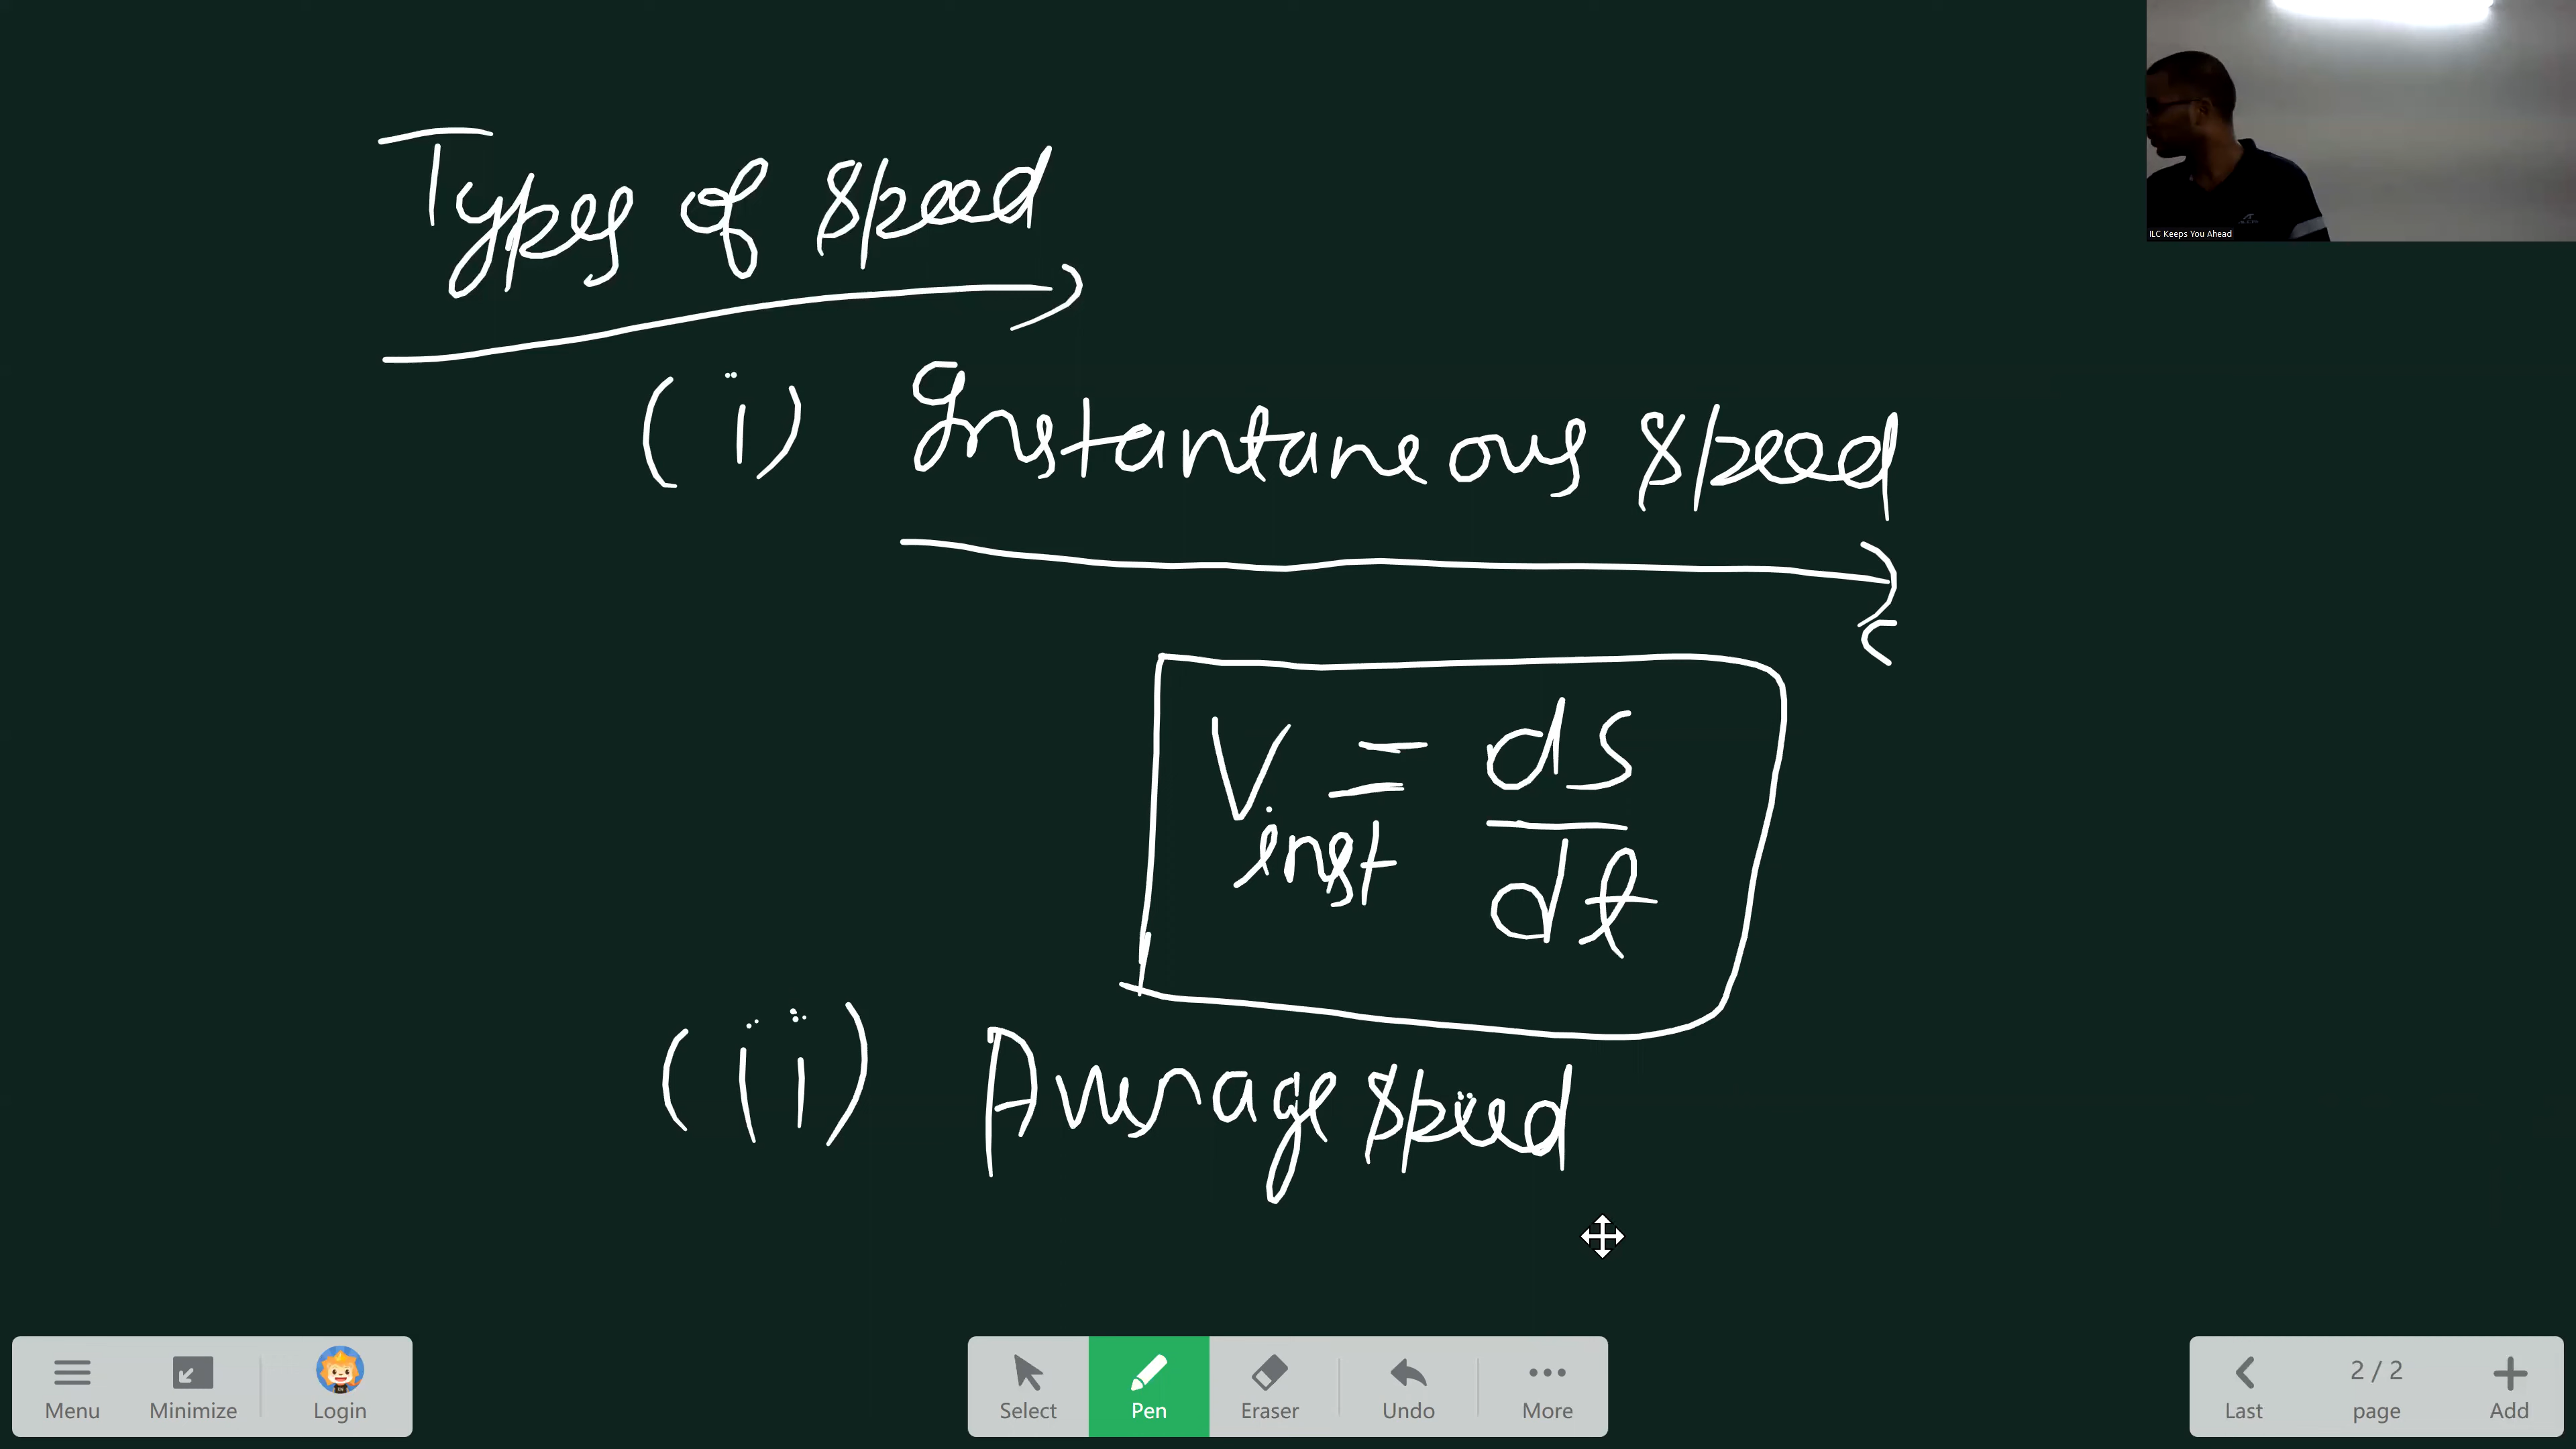 Types of Speed
ILC Keeps You Ahead
(i) Instantaneous Speed
V inst = ds
dt
(ii) Average Speed
Menu Minimize Login Select Pen Eraser Undo More Last 2 / 2 page Add